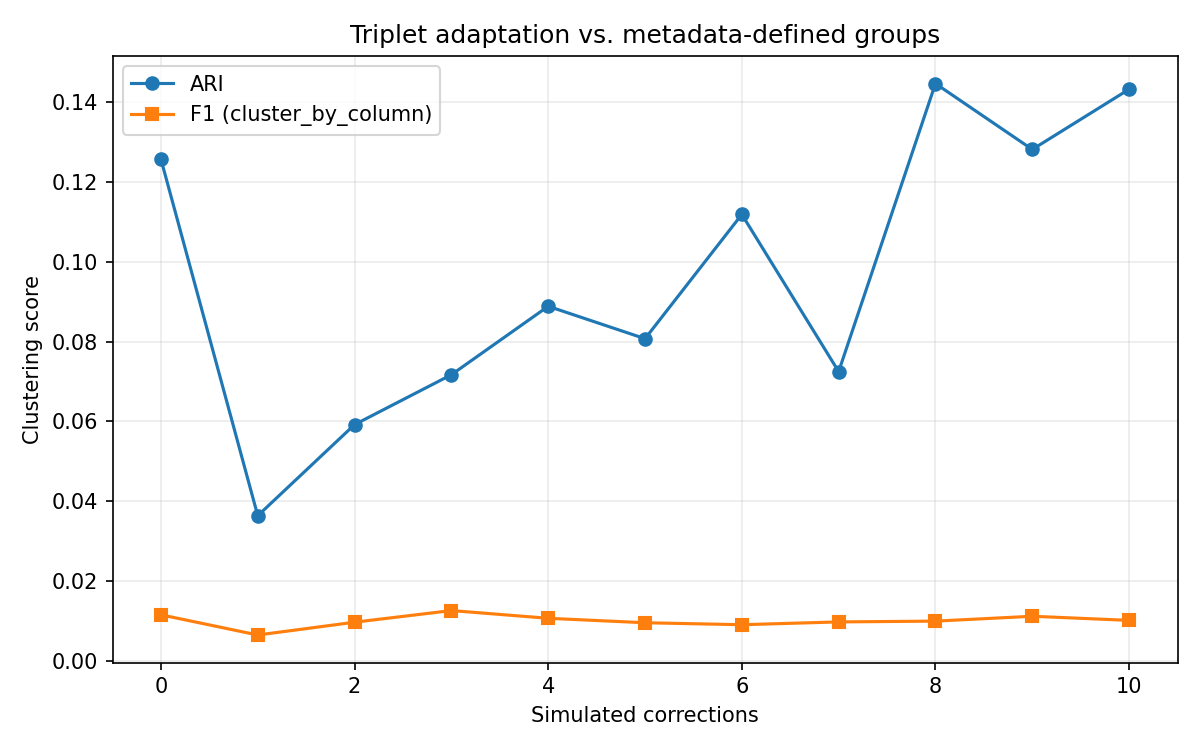 Triplet adaptation vs. metadata-defined groups
ARI
F1 (cluster_by_column)
Clustering score
0.14
0.12
0.10
0.08
0.06
0.04
0.02
0.00
0 2 4 6 8 10
Simulated corrections